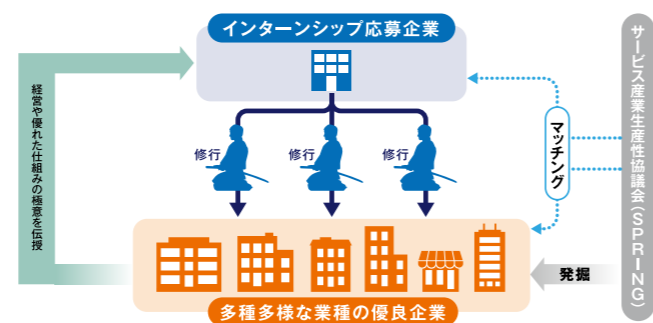 インターンシップ応募企業
経営や優れた仕組みの極意を伝授
修行
修行
修行
マッチング
サービス産業生産性協議会(SPRING)
発掘
多種多様な業種の優良企業